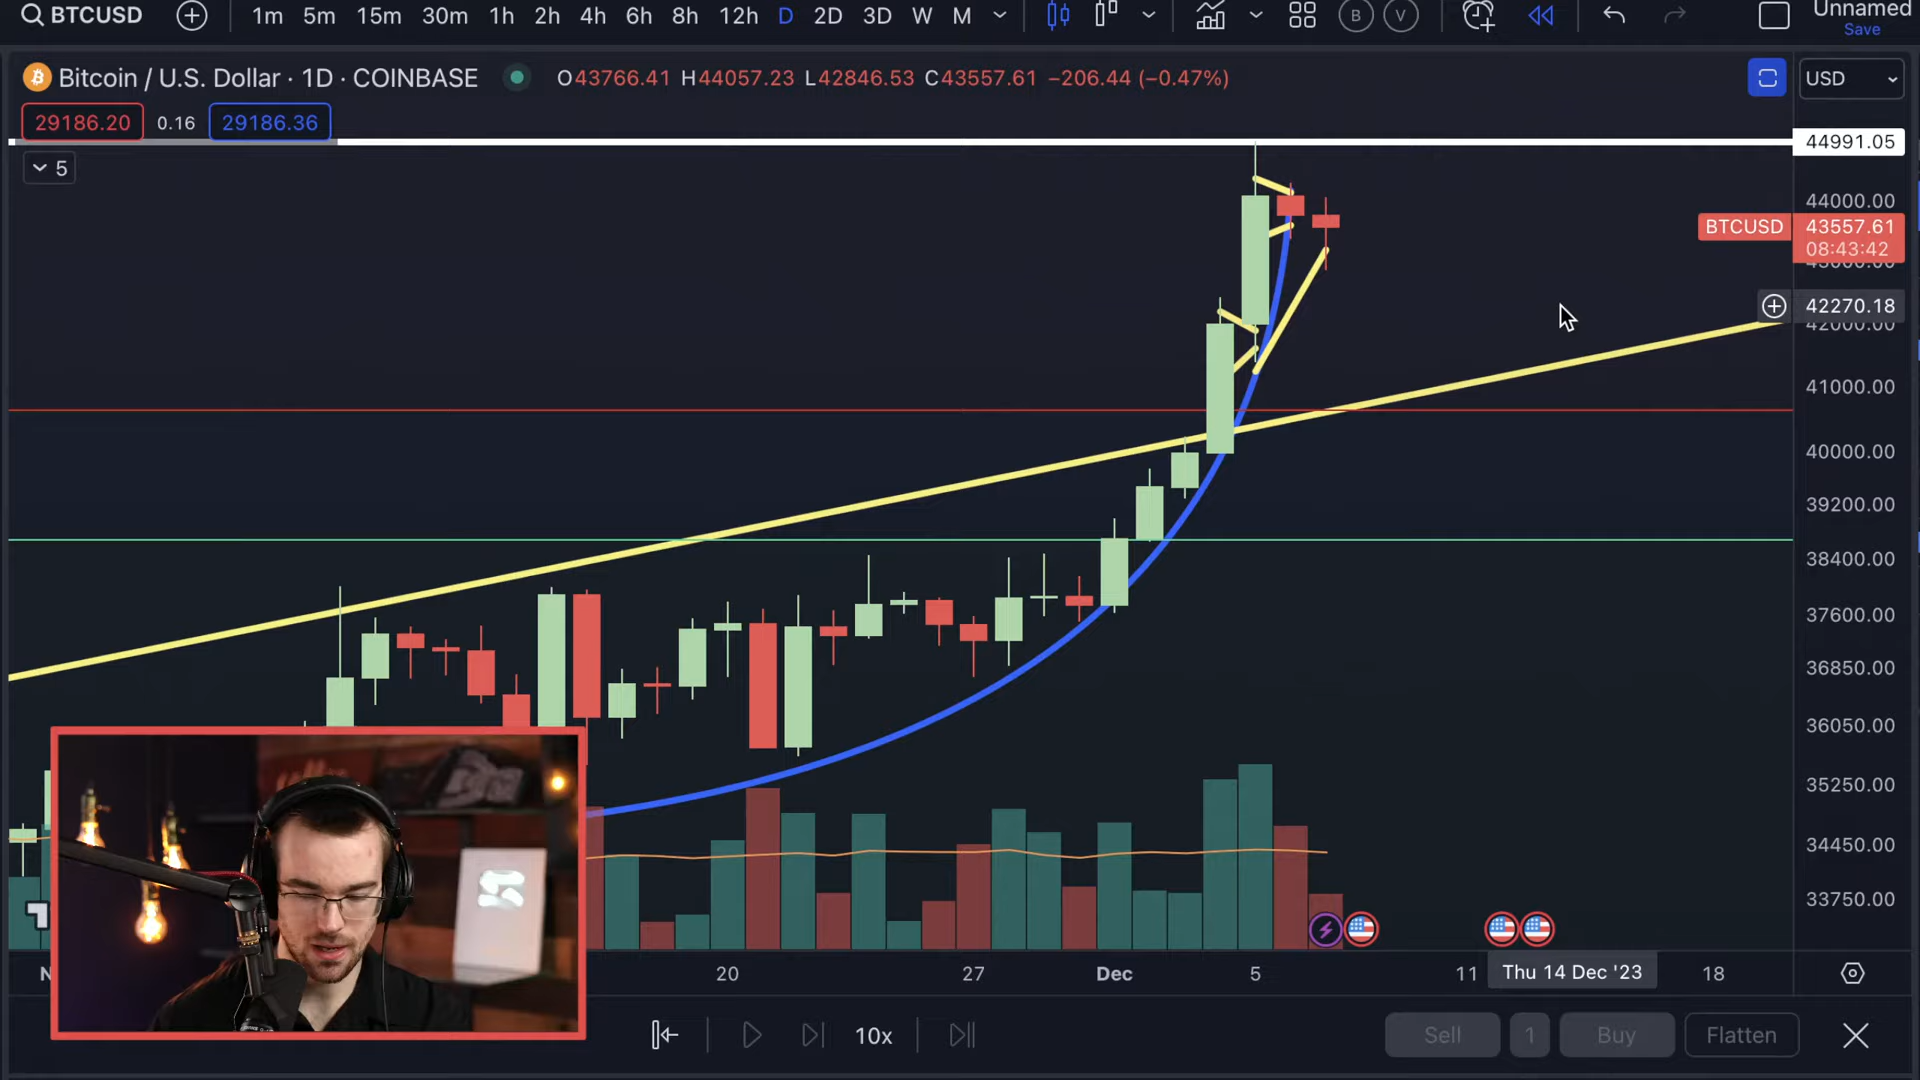 BTCUSD 1m 5m 15m 30m 1h 2h 4h 6h 8h 12h D 2D 3D W M B V Unnamed
Save
Bitcoin / U.S. Dollar · 1D · COINBASE O43766.41 H44057.23 L42846.53 C43557.61 −206.44 (−0.47%) USD
29186.20 0.16 29186.36
44991.05
5
44000.00
BTCUSD 43557.61
08:43:42
43000.00
42270.18
42000.00
41000.00
40000.00
39200.00
38400.00
37600.00
36850.00
36050.00
35250.00
34450.00
33750.00
20 27 Dec 5 11 Thu 14 Dec '23 18
10x Sell 1 Buy Flatten